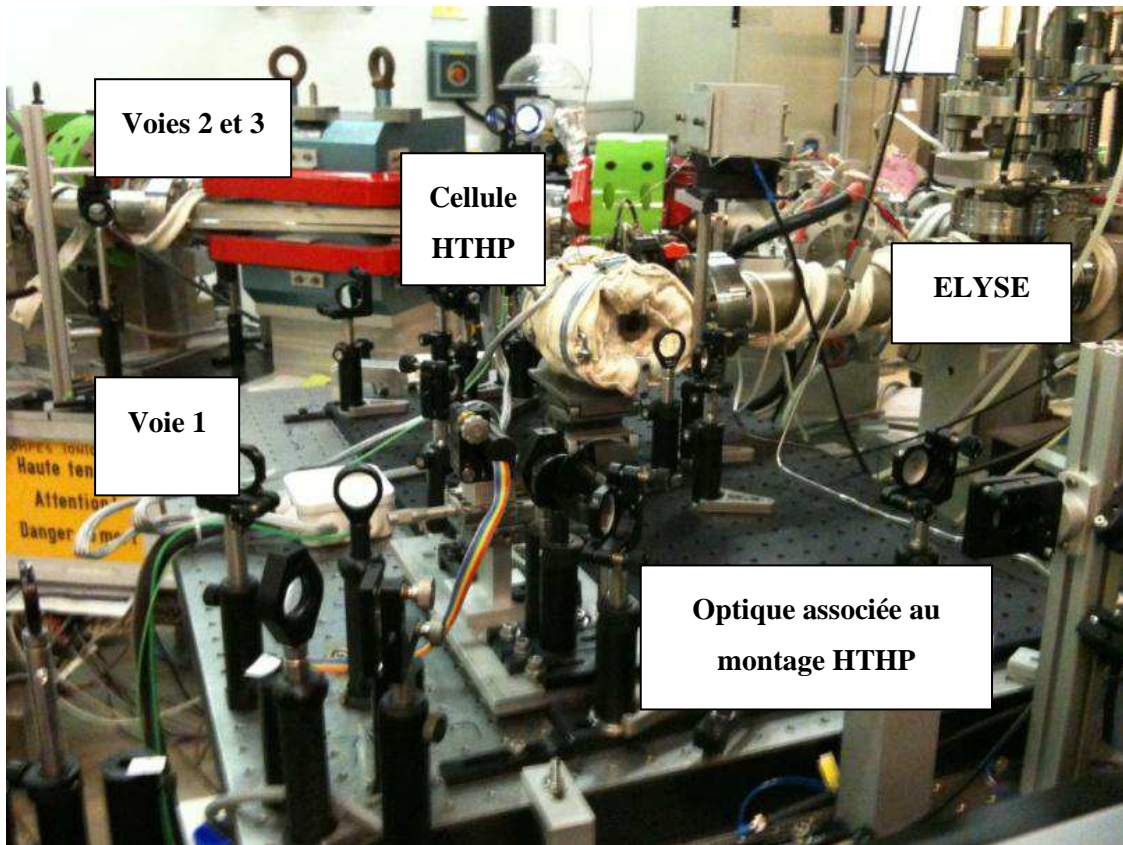 Voies 2 et 3
Cellule
HTHP
ELYSE
Voie 1
Haute ten
Attention
Danger
Optique associée au
montage HTHP